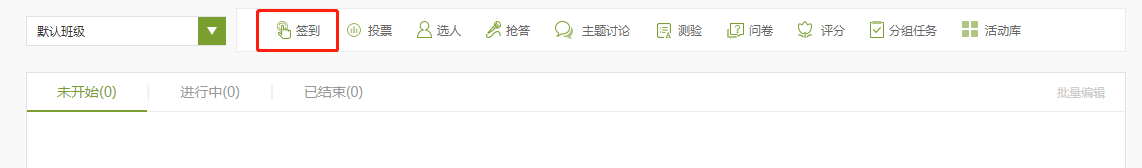 默认班级 签到 投票 选人 抢答 主题讨论 测验 问卷 评分 分组任务 活动库
未开始(0) 进行中(0) 已结束(0) 批量编辑